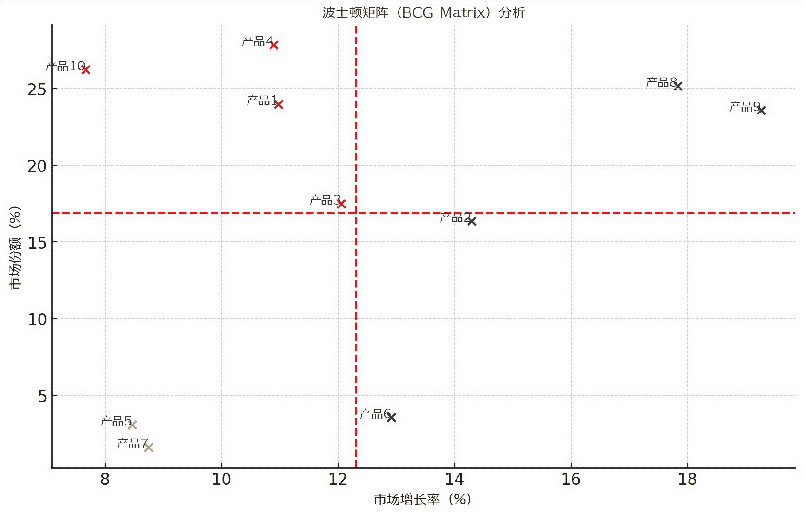 波士顿矩阵（BCG Matrix）分析
产品4
产品10
产品8
产品1
产品9
产品3
产品2
产品6
产品5
产品7
25
20
15
10
5
市场份额（%）
8
10
12
14
16
18
市场增长率（%）